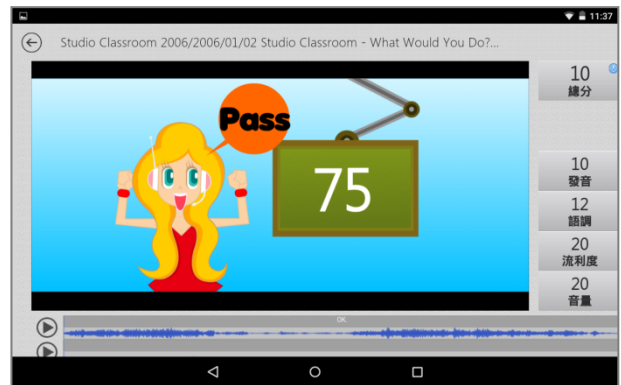 11:37
Studio Classroom 2006/2006/01/02 Studio Classroom - What Would You Do?...
Pass
75
10
總分
10
發音
12
語調
20
流利度
20
音量
OK.